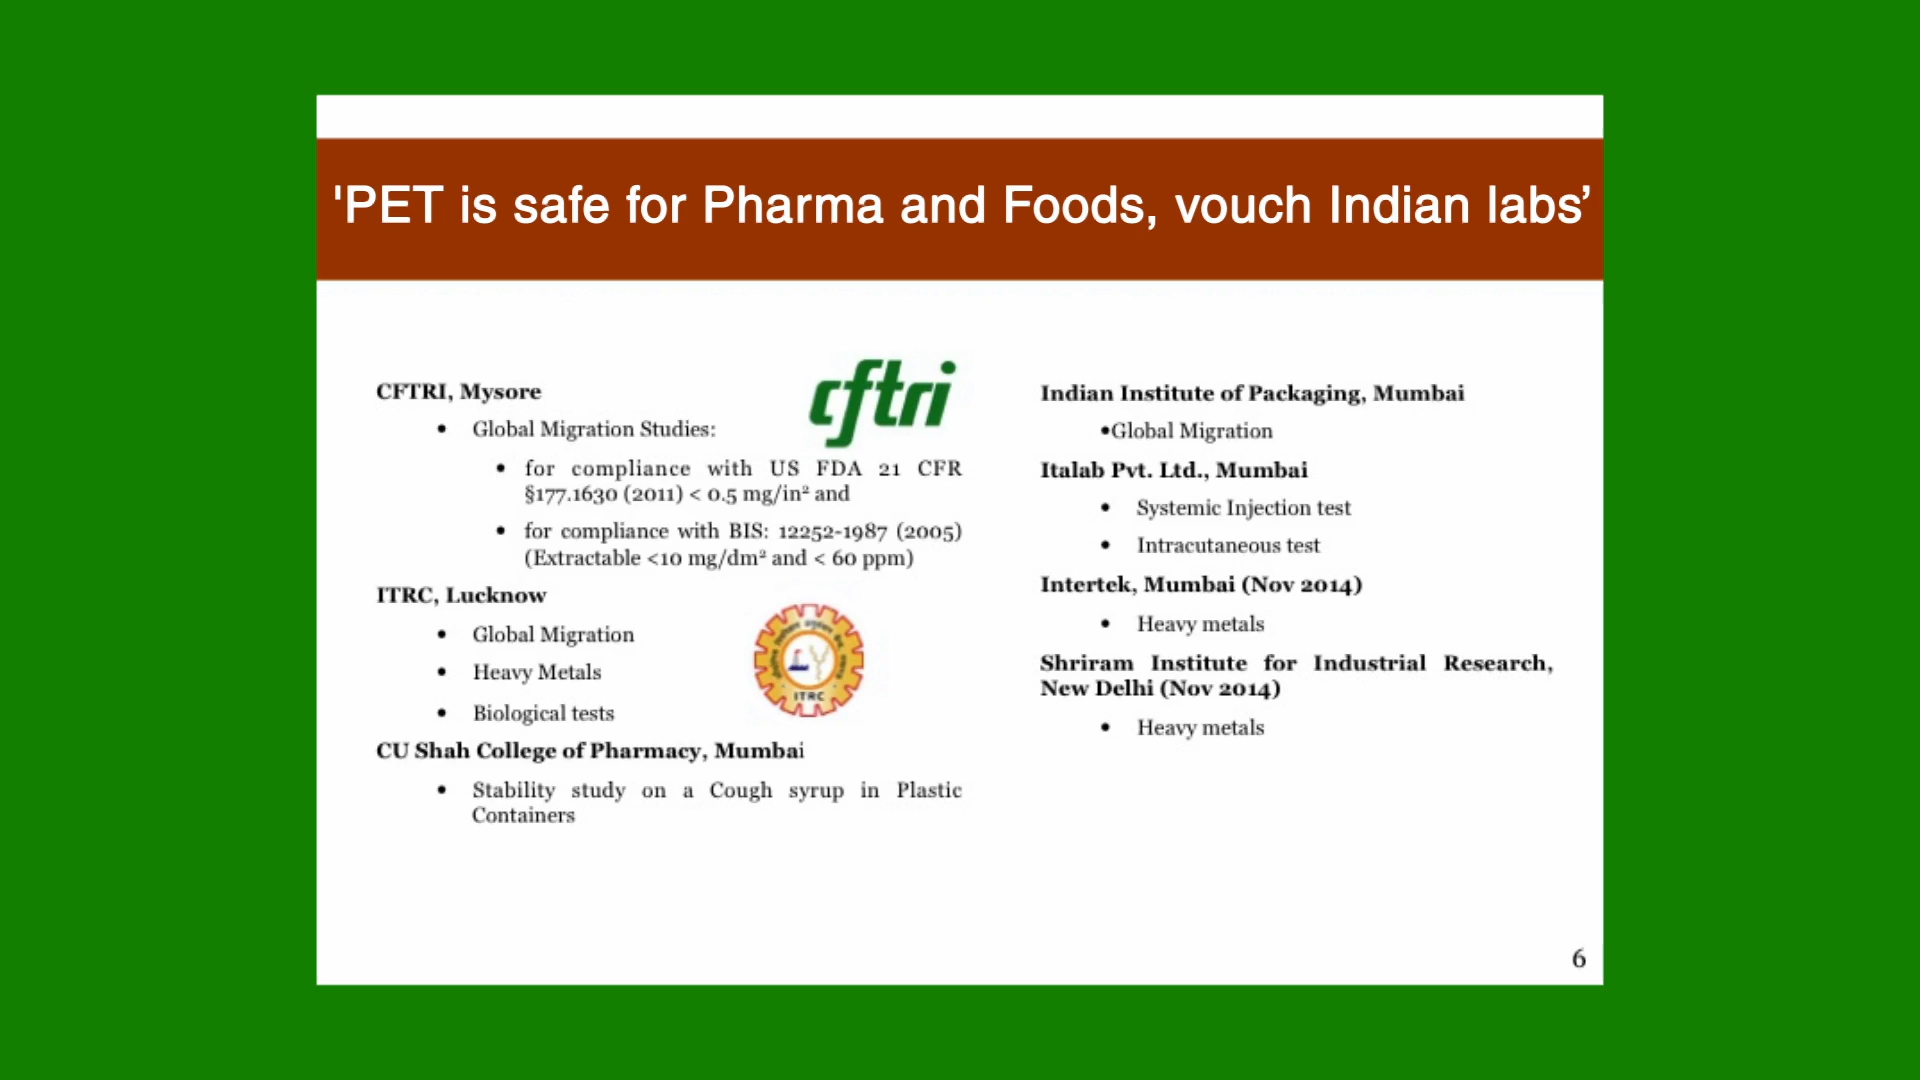 'PET is safe for Pharma and Foods, vouch Indian labs’
CFTRI, Mysore
cftri
• Global Migration Studies:
• for compliance with US FDA 21 CFR
§177.1630 (2011) < 0.5 mg/in² and
• for compliance with BIS: 12252-1987 (2005)
(Extractable <10 mg/dm² and < 60 ppm)
ITRC, Lucknow
• Global Migration
• Heavy Metals
• Biological tests
ITRC
CU Shah College of Pharmacy, Mumbai
• Stability study on a Cough syrup in Plastic
Containers
Indian Institute of Packaging, Mumbai
•Global Migration
Italab Pvt. Ltd., Mumbai
• Systemic Injection test
• Intracutaneous test
Intertek, Mumbai (Nov 2014)
• Heavy metals
Shriram Institute for Industrial Research,
New Delhi (Nov 2014)
• Heavy metals
6